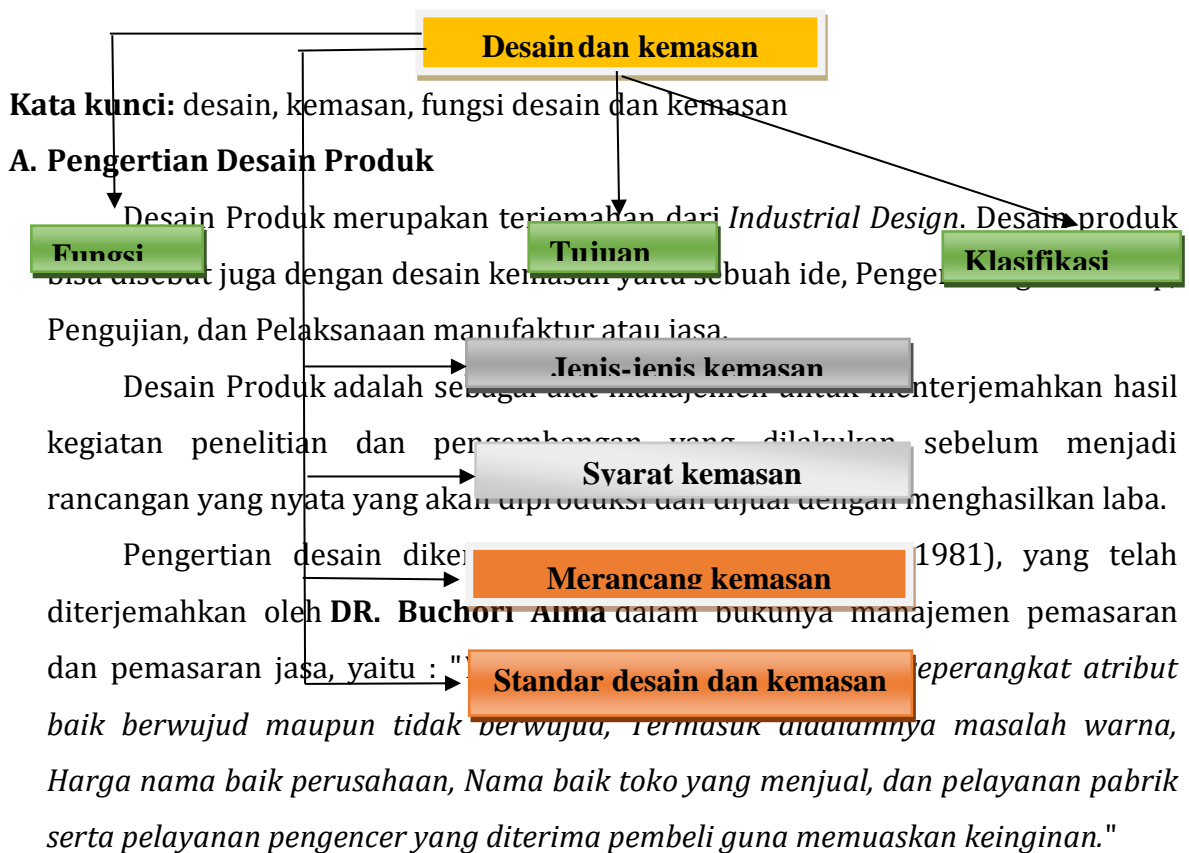 Desain dan kemasan
Kata kunci: desain, kemasan, fungsi desain dan kemasan
A. Pengertian Desain Produk
Desain Produk merupakan terjemahan dari Industrial Design. Desain produk
Fungsi
Tujuan
Klasifikasi
bisa disebut juga dengan desain kemasan yaitu sebuah ide,
Pengujian, dan Pelaksanaan manufaktur atau jasa.
Jenis-jenis kemasan
Desain Produk adalah sebagai alat manajemen untuk menterjemahkan hasil
kegiatan penelitian dan pengembangan yang dilakukan sebelum menjadi
Syarat kemasan
rancangan yang nyata yang akan diproduksi dan dijual dengan menghasilkan laba.
Pengertian desain 1981), yang telah
Merancang kemasan
diterjemahkan oleh DR. Buchori Alma dalam bukunya manajemen pemasaran
dan pemasaran jasa, yaitu : " seperangkat atribut
Standar desain dan kemasan
baik berwujud maupun tidak berwujud, Termasuk didalamnya masalah warna,
Harga nama baik perusahaan, Nama baik toko yang menjual, dan pelayanan pabrik
serta pelayanan pengencer yang diterima pembeli guna memuaskan keinginan."